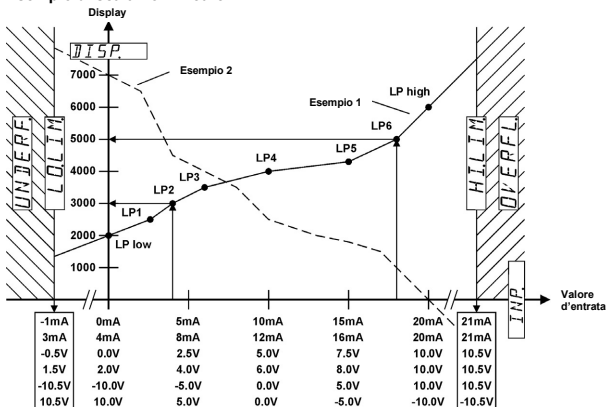 Display
DISP.
7000
6000
5000
4000
3000
2000
1000
Esempio 2
Esempio 1
LP high
LP6
LP5
LP4
LP3
LP2
LP1
LP low
UNDERF.
LO.LIM.
HI.LIM.
OVERFL.
INP.
Valore
d'entrata
-1mA 0mA 5mA 10mA 15mA 20mA 21mA
3mA 4mA 8mA 12mA 16mA 20mA 21mA
-0.5V 0.0V 2.5V 5.0V 7.5V 10.0V 10.5V
1.5V 2.0V 4.0V 6.0V 8.0V 10.0V 10.5V
-10.5V -10.0V -5.0V 0.0V 5.0V 10.0V 10.5V
10.5V 10.0V 5.0V 0.0V -5.0V -10.0V -10.5V